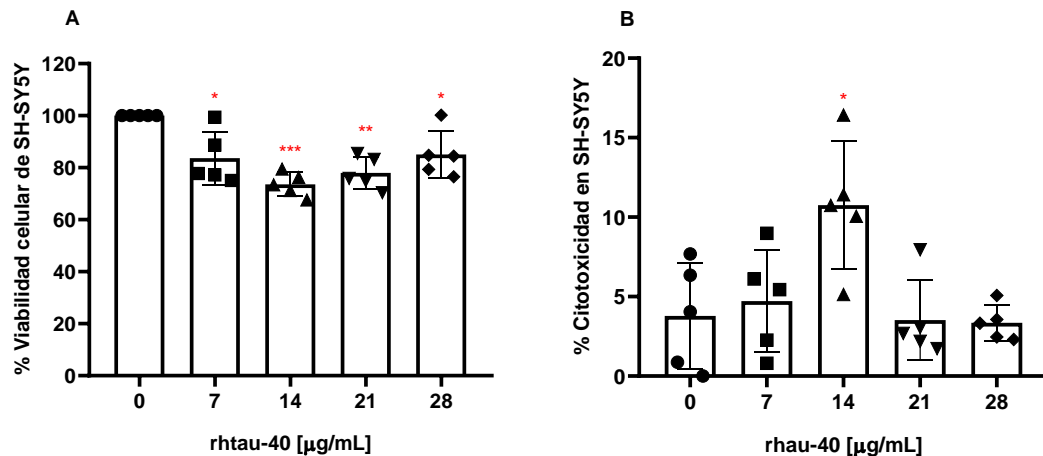 A
% Viabilidad celular de SH-SY5Y
120
100
80
60
40
20
0
*
***
**
*
0 7 14 21 28
rhtau-40 [µg/mL]
B
% Citotoxicidad en SH-SY5Y
20
15
10
5
0
*
0 7 14 21 28
rhau-40 [µg/mL]